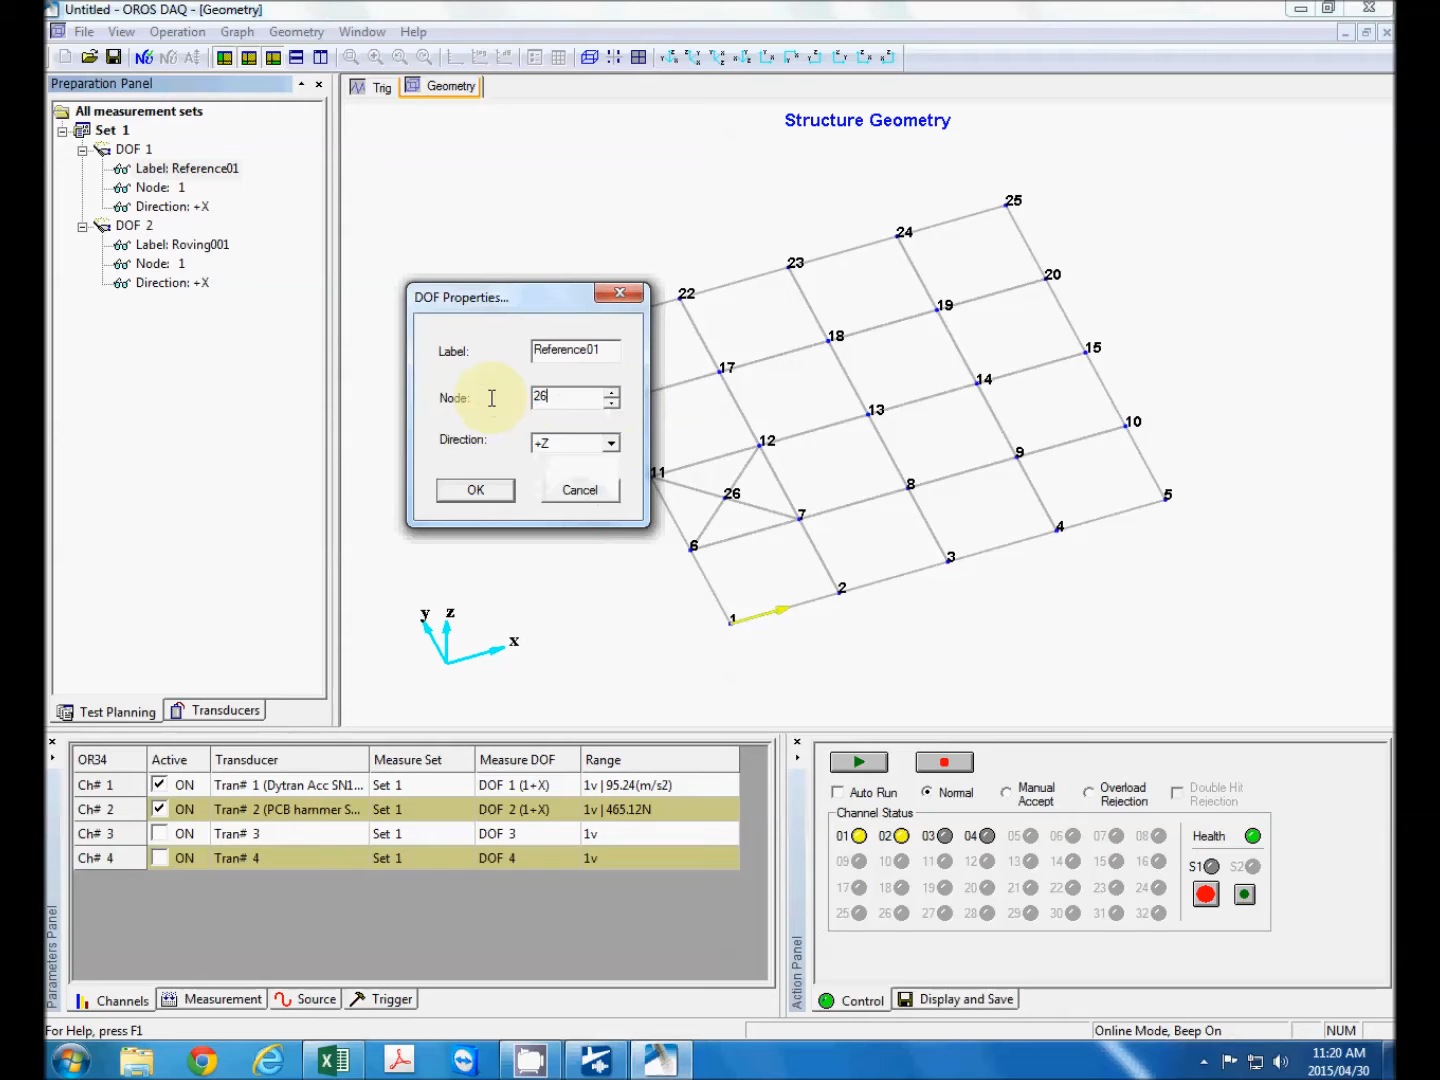 Untitled - OROS DAQ - [Geometry]
File View Operation Graph Geometry Window Help
Preparation Panel
Trig
Geometry
All measurement sets
Set 1
DOF 1
Label: Reference01
Node: 1
Direction: +X
DOF 2
Label: Roving001
Node: 1
Direction: +X
Structure Geometry
25
24
23
20
22
19
18
15
17
14
13
10
12
9
11
8
26
5
7
4
6
3
2
1
y z
x
DOF Properties...
Label: Reference01
Node: 26
Direction: +Z
OK Cancel
Test Planning Transducers
OR34 Active Transducer Measure Set Measure DOF Range
Ch# 1 ON Tran# 1 (Dytran Acc SN1... Set 1 DOF 1 (1+X) 1v | 95.24(m/s2)
Ch# 2 ON Tran# 2 (PCB hammer S... Set 1 DOF 2 (1+X) 1v | 465.12N
Ch# 3 ON Tran# 3 Set 1 DOF 3 1v
Ch# 4 ON Tran# 4 Set 1 DOF 4 1v
Parameters Panel
Channels Measurement Source Trigger
Action Panel
Auto Run Normal Manual Accept Overload Rejection Double Hit Rejection
Channel Status
01 02 03 04 05 06 07 08
09 10 11 12 13 14 15 16
17 18 19 20 21 22 23 24
25 26 27 28 29 30 31 32
Health
S1 S2
Control Display and Save
For Help, press F1
Online Mode, Beep On
NUM
11:20 AM
2015/04/30